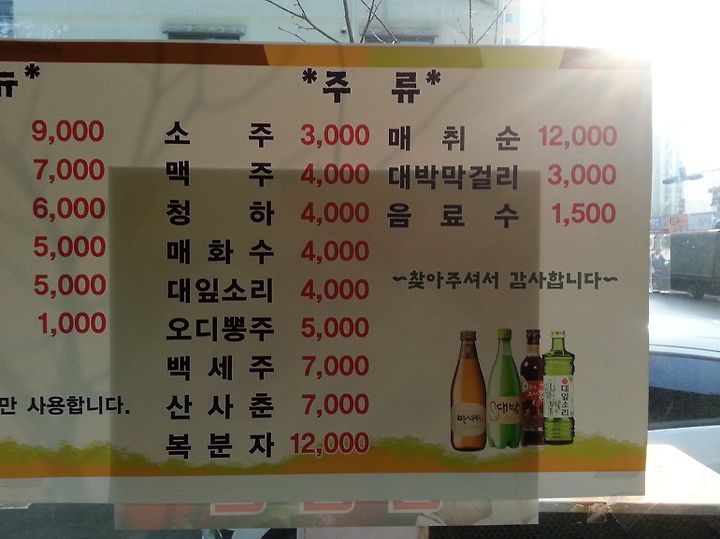 *주 류*
9,000 소 주 3,000 매 취 순 12,000
7,000 맥 주 4,000 대박막걸리 3,000
6,000 청 하 4,000 음 료 수 1,500
5,000 매 화 수 4,000
~찾아주셔서 감사합니다~
5,000 대잎소리 4,000
1,000 오디뽕주 5,000
백 세 주 7,000
만 사용합니다. 산 사 춘 7,000
복 분 자 12,000
백세주 대박 대잎소리